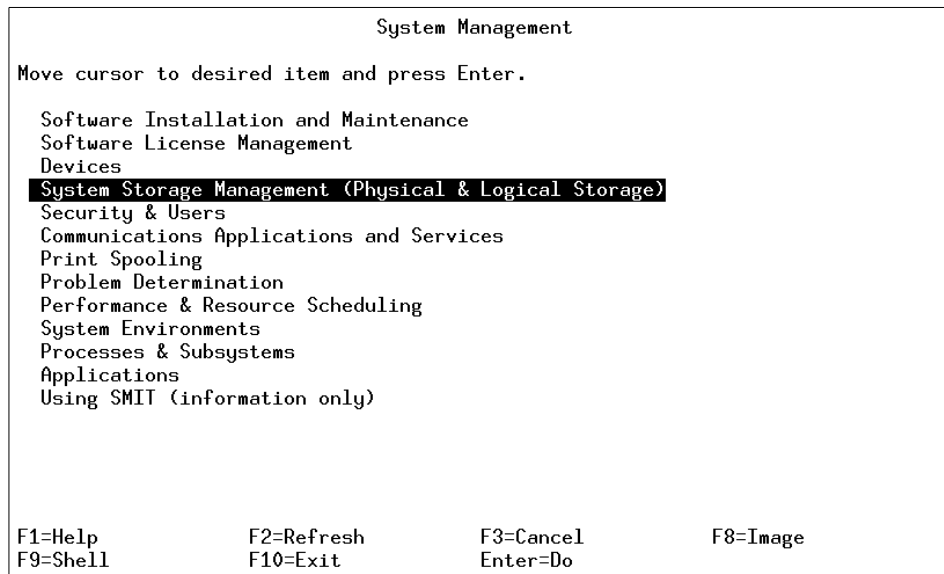 System Management
Move cursor to desired item and press Enter.
Software Installation and Maintenance
Software License Management
Devices
System Storage Management (Physical & Logical Storage)
Security & Users
Communications Applications and Services
Print Spooling
Problem Determination
Performance & Resource Scheduling
System Environments
Processes & Subsystems
Applications
Using SMIT (information only)
F1=Help F2=Refresh F3=Cancel F8=Image
F9=Shell F10=Exit Enter=Do